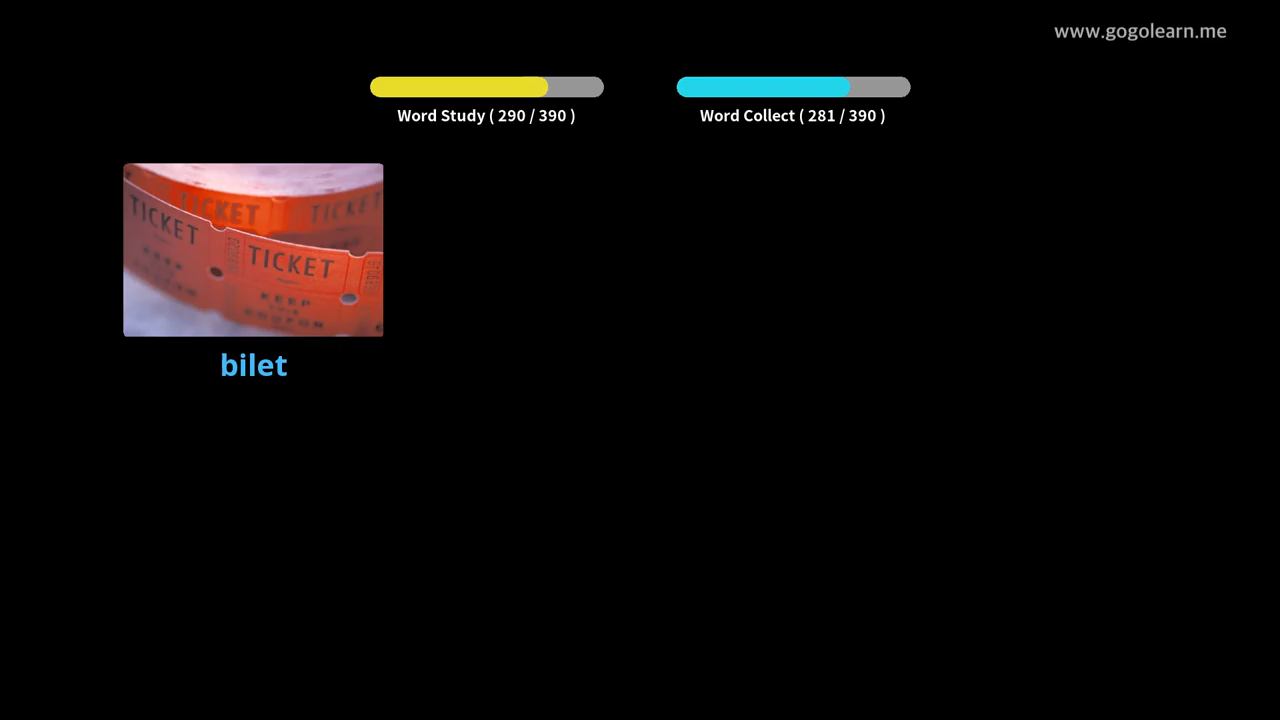 www.gogolearn.me
Word Study ( 290 / 390 )
Word Collect ( 281 / 390 )
TICKET
TICKET
TICKET
TICKET
KEEP
bilet